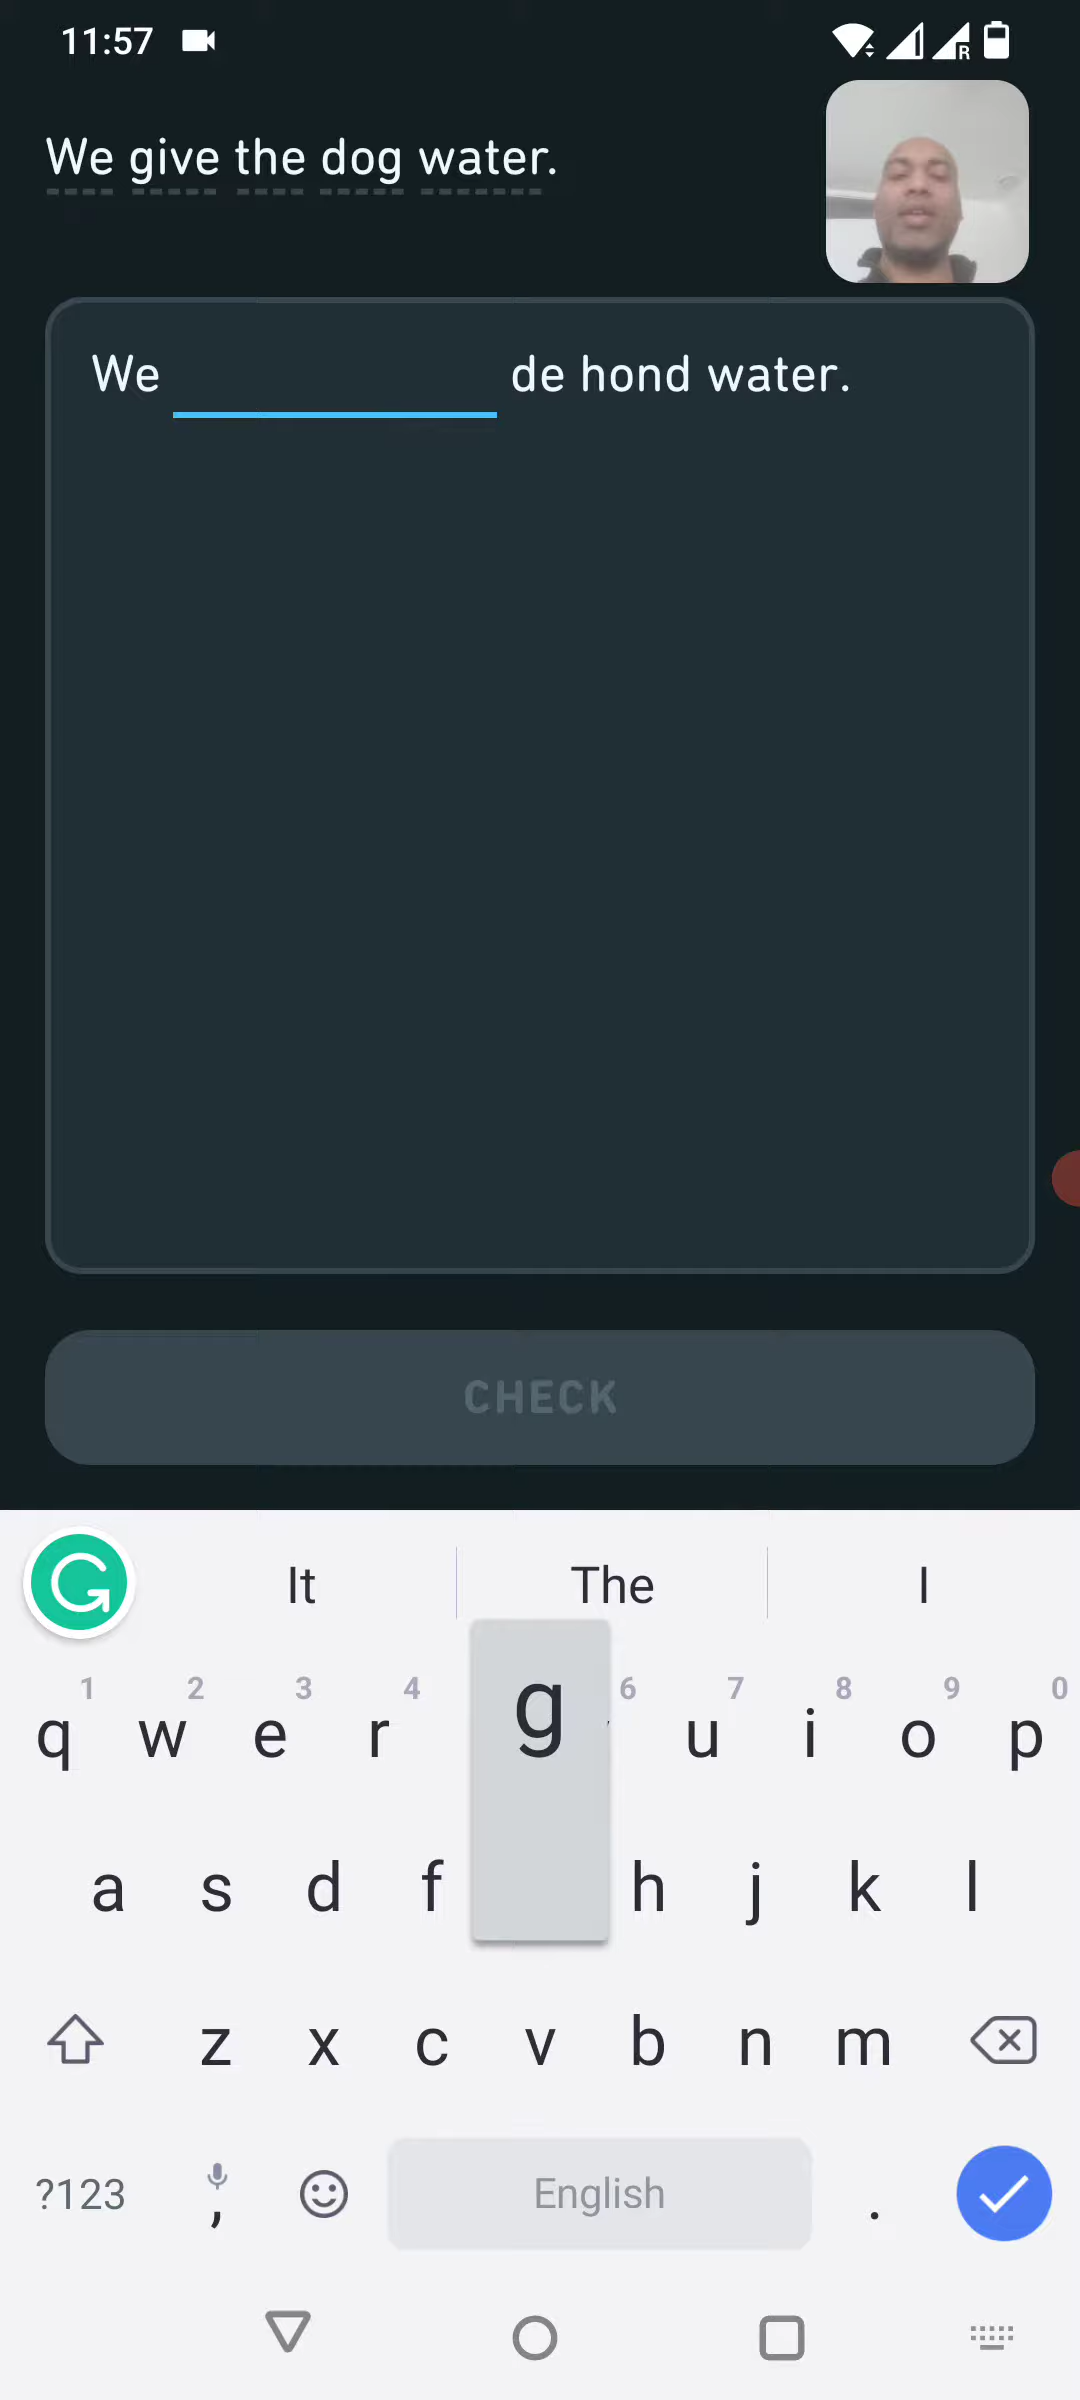 11:57
R
We give the dog water.
We de hond water.
CHECK
It The I
1 2 3 4 6 7 8 9 0
q w e r g u i o p
a s d f h j k l
z x c v b n m
?123 , English .